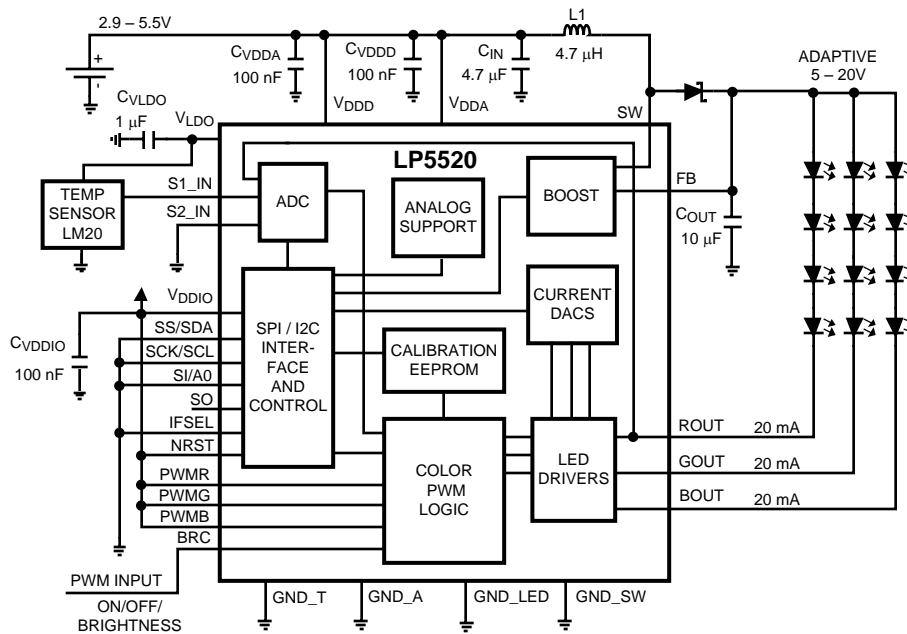 2.9 – 5.5V
L1
4.7 μH
CVDDA
100 nF
CVDDD
100 nF
CIN
4.7 μF
ADAPTIVE
5 – 20V
+
-
CVLDO
1 μF
VLDO
VDDD
VDDA
SW
LP5520
TEMP
SENSOR
LM20
S1_IN
S2_IN
ADC
ANALOG
SUPPORT
BOOST
FB
COUT
10 μF
VDDIO
CVDDIO
100 nF
SS/SDA
SCK/SCL
SI/A0
SO
IFSEL
NRST
PWMR
PWMG
PWMB
BRC
SPI / I2C
INTER-
FACE
AND
CONTROL
CURRENT
DACS
CALIBRATION
EEPROM
COLOR
PWM
LOGIC
LED
DRIVERS
ROUT 20 mA
GOUT 20 mA
BOUT 20 mA
PWM INPUT
ON/OFF/
BRIGHTNESS
GND_T
GND_A
GND_LED
GND_SW